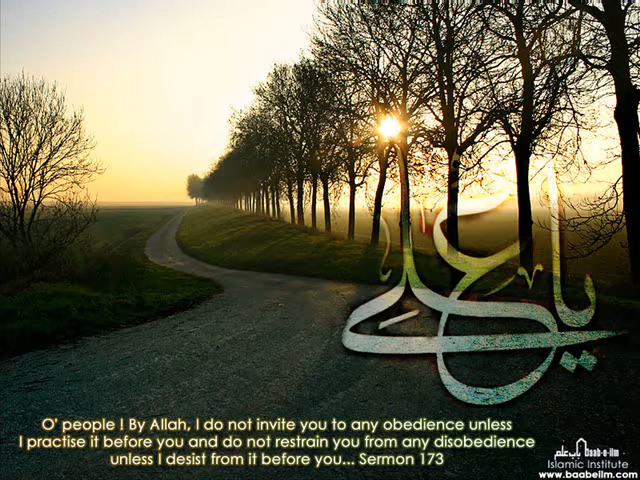 يا علي
O' people ! By Allah, I do not invite you to any obedience unless
I practise it before you and do not restrain you from any disobedience
unless I desist from it before you... Sermon 173
باب علم Baab-e-ilm
Islamic Institute
www.baabeilm.com